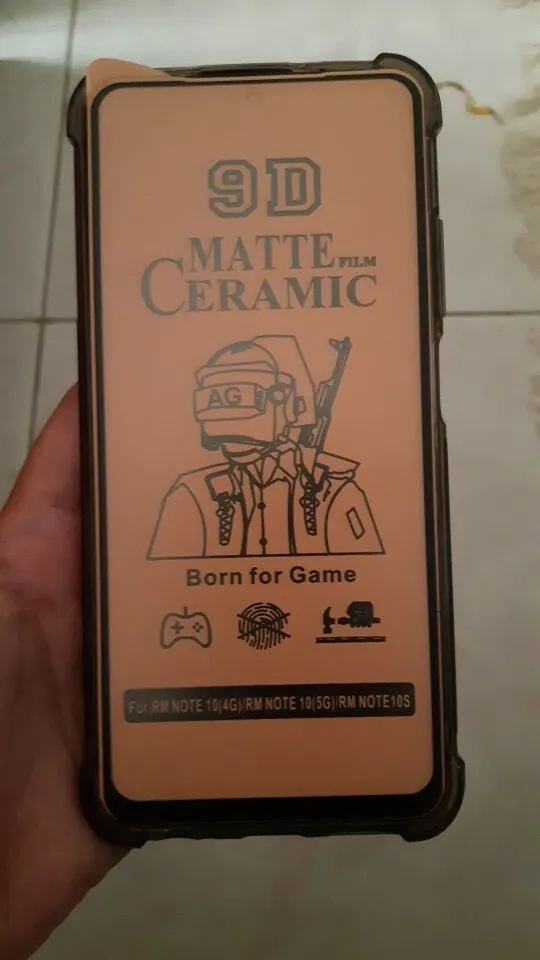 9D
MATTE FILM
CERAMIC
AG
Born for Game
For RM NOTE 10(4G)/RM NOTE 10(5G)/RM NOTE10S